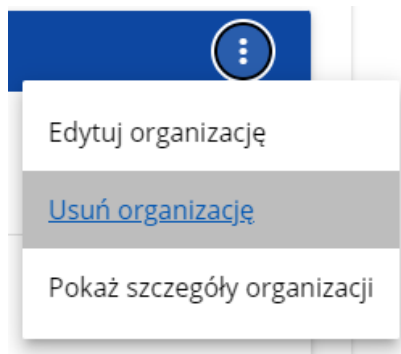 Edytuj organizację
Usuń organizację
Pokaż szczegóły organizacji